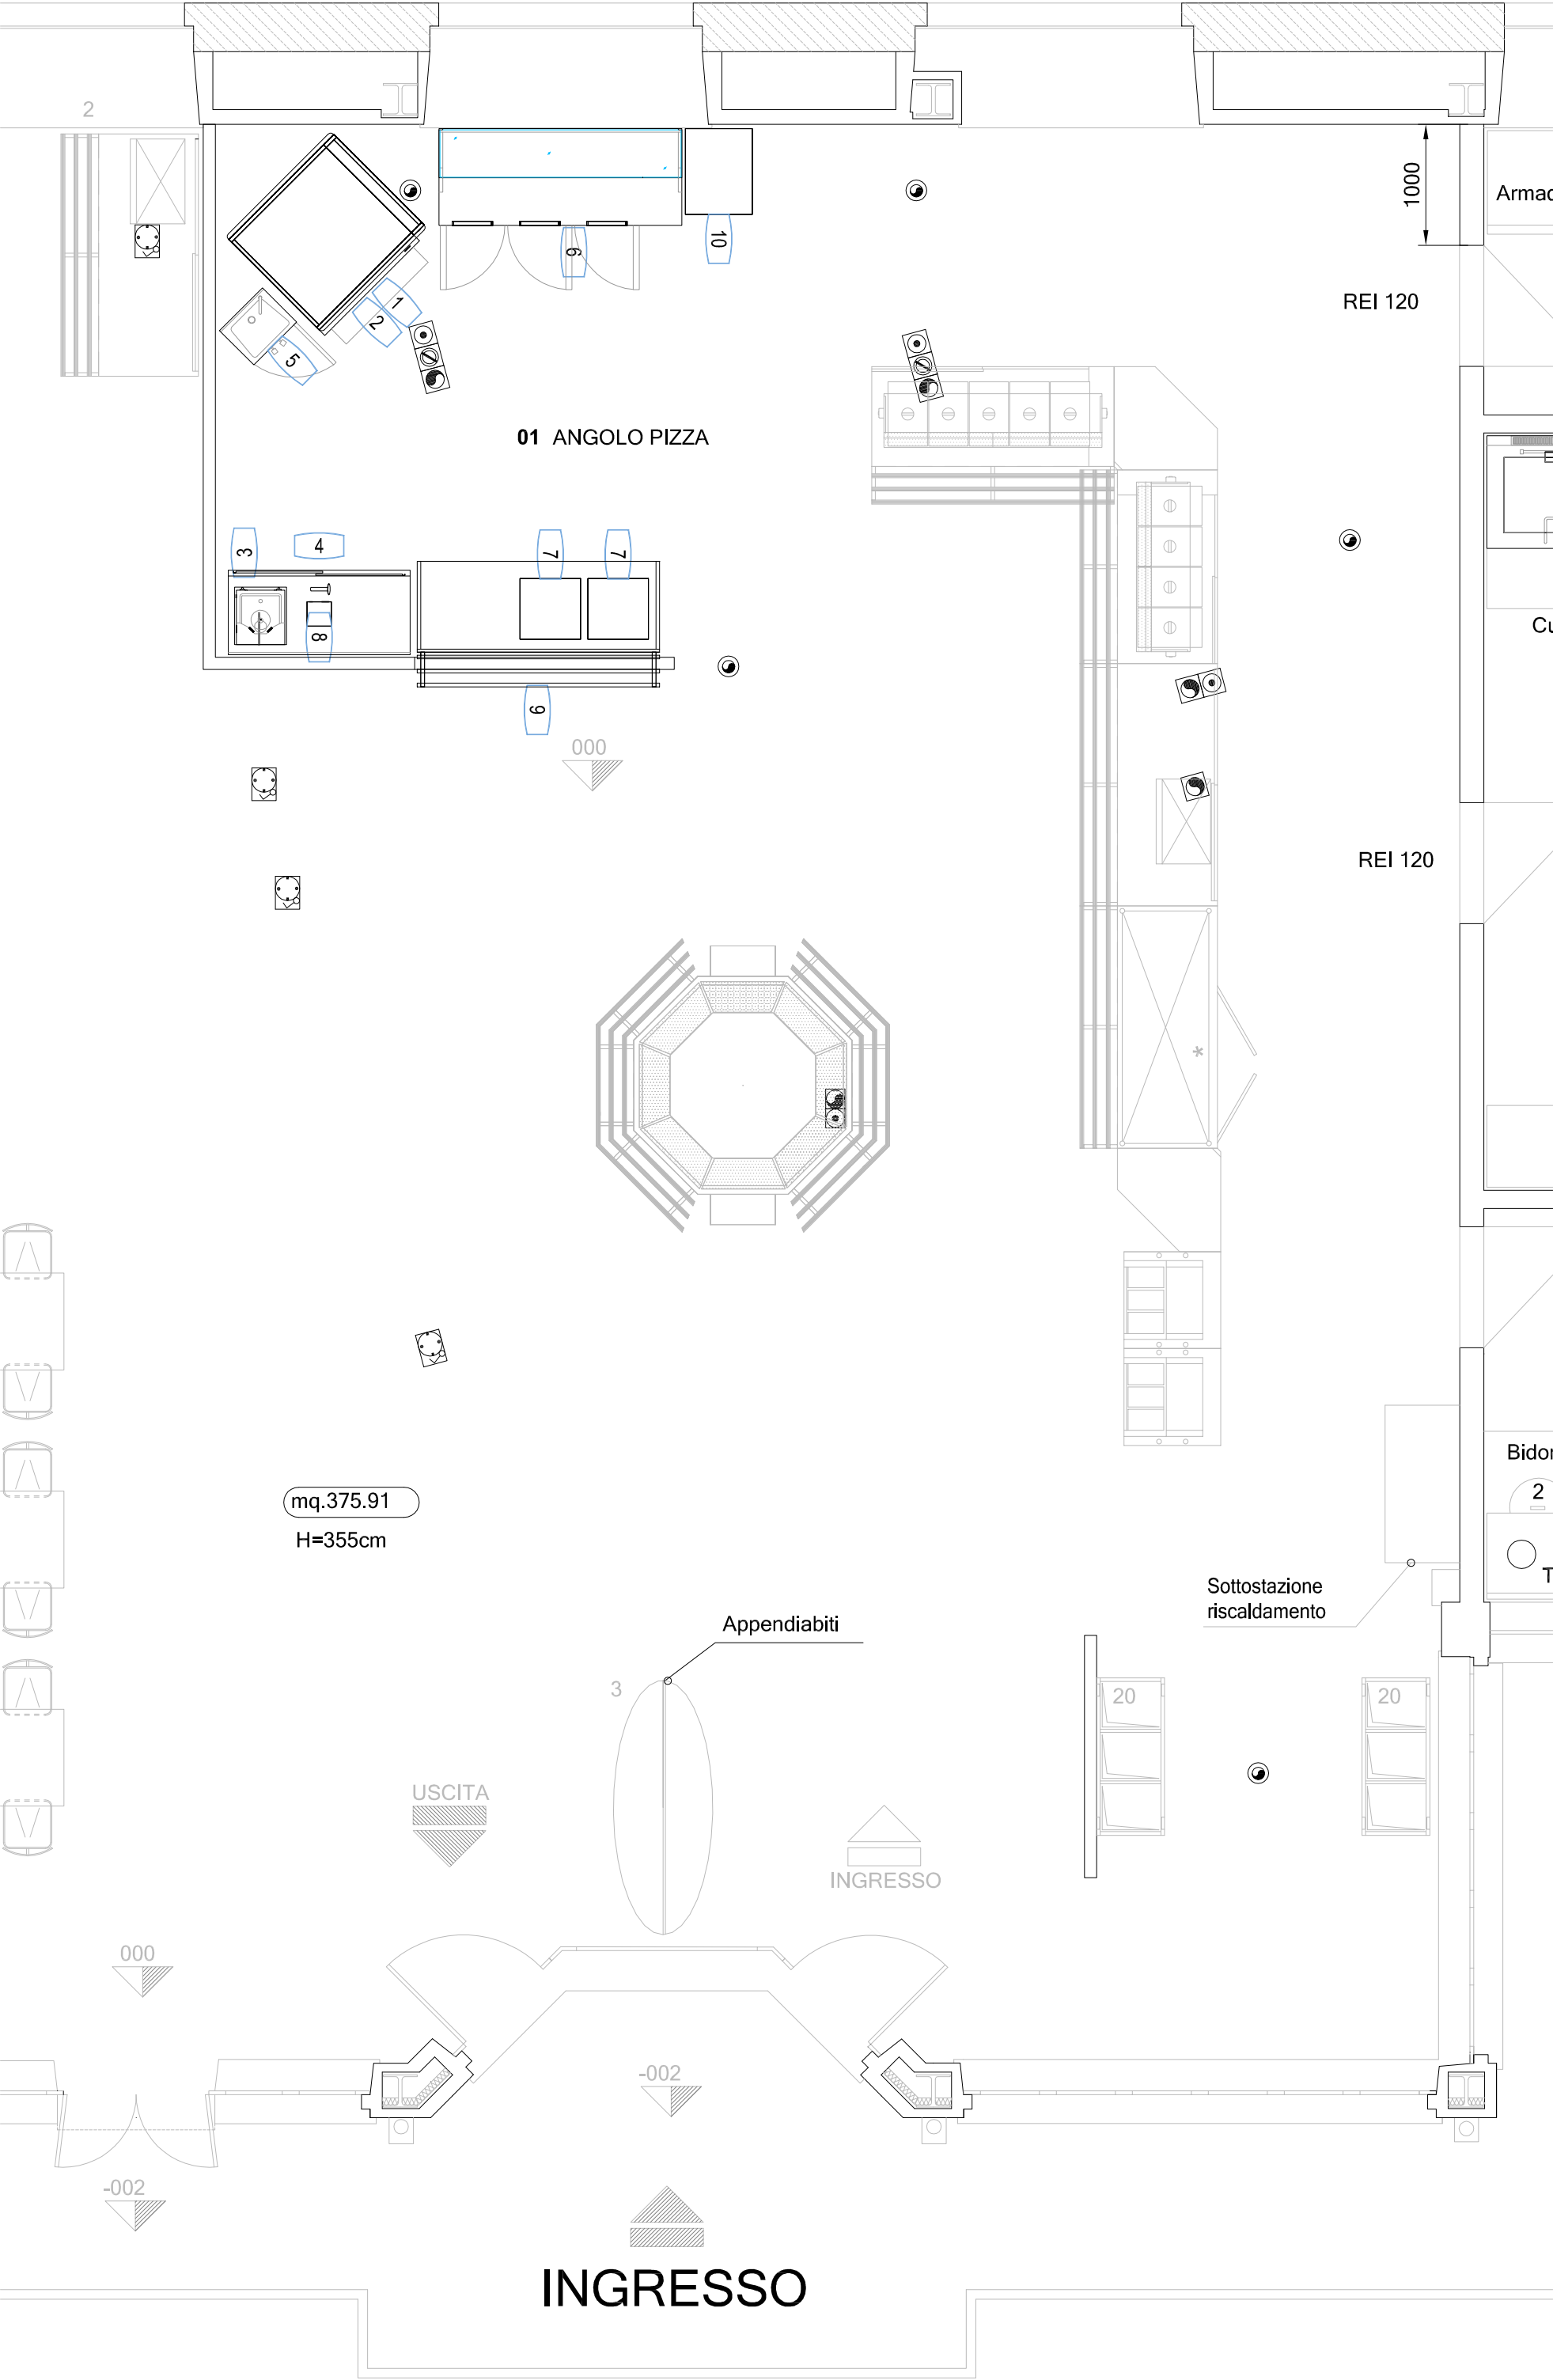 2
1000
Armad
REI 120
10
6
1
2
5
01 ANGOLO PIZZA
3
4
7
7
8
9
000
REI 120
*
mq.375.91
H=355cm
2
Sottostazione
riscaldamento
Appendiabiti
3
20
20
USCITA
INGRESSO
000
-002
-002
INGRESSO